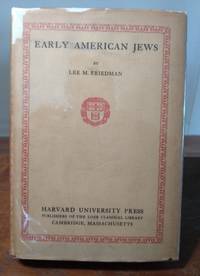 EARLY AMERICAN JEWS
BY
LEE M. FRIEDMAN
HARVARD UNIVERSITY PRESS
PUBLISHERS OF THE LOEB CLASSICAL LIBRARY
CAMBRIDGE, MASSACHUSETTS